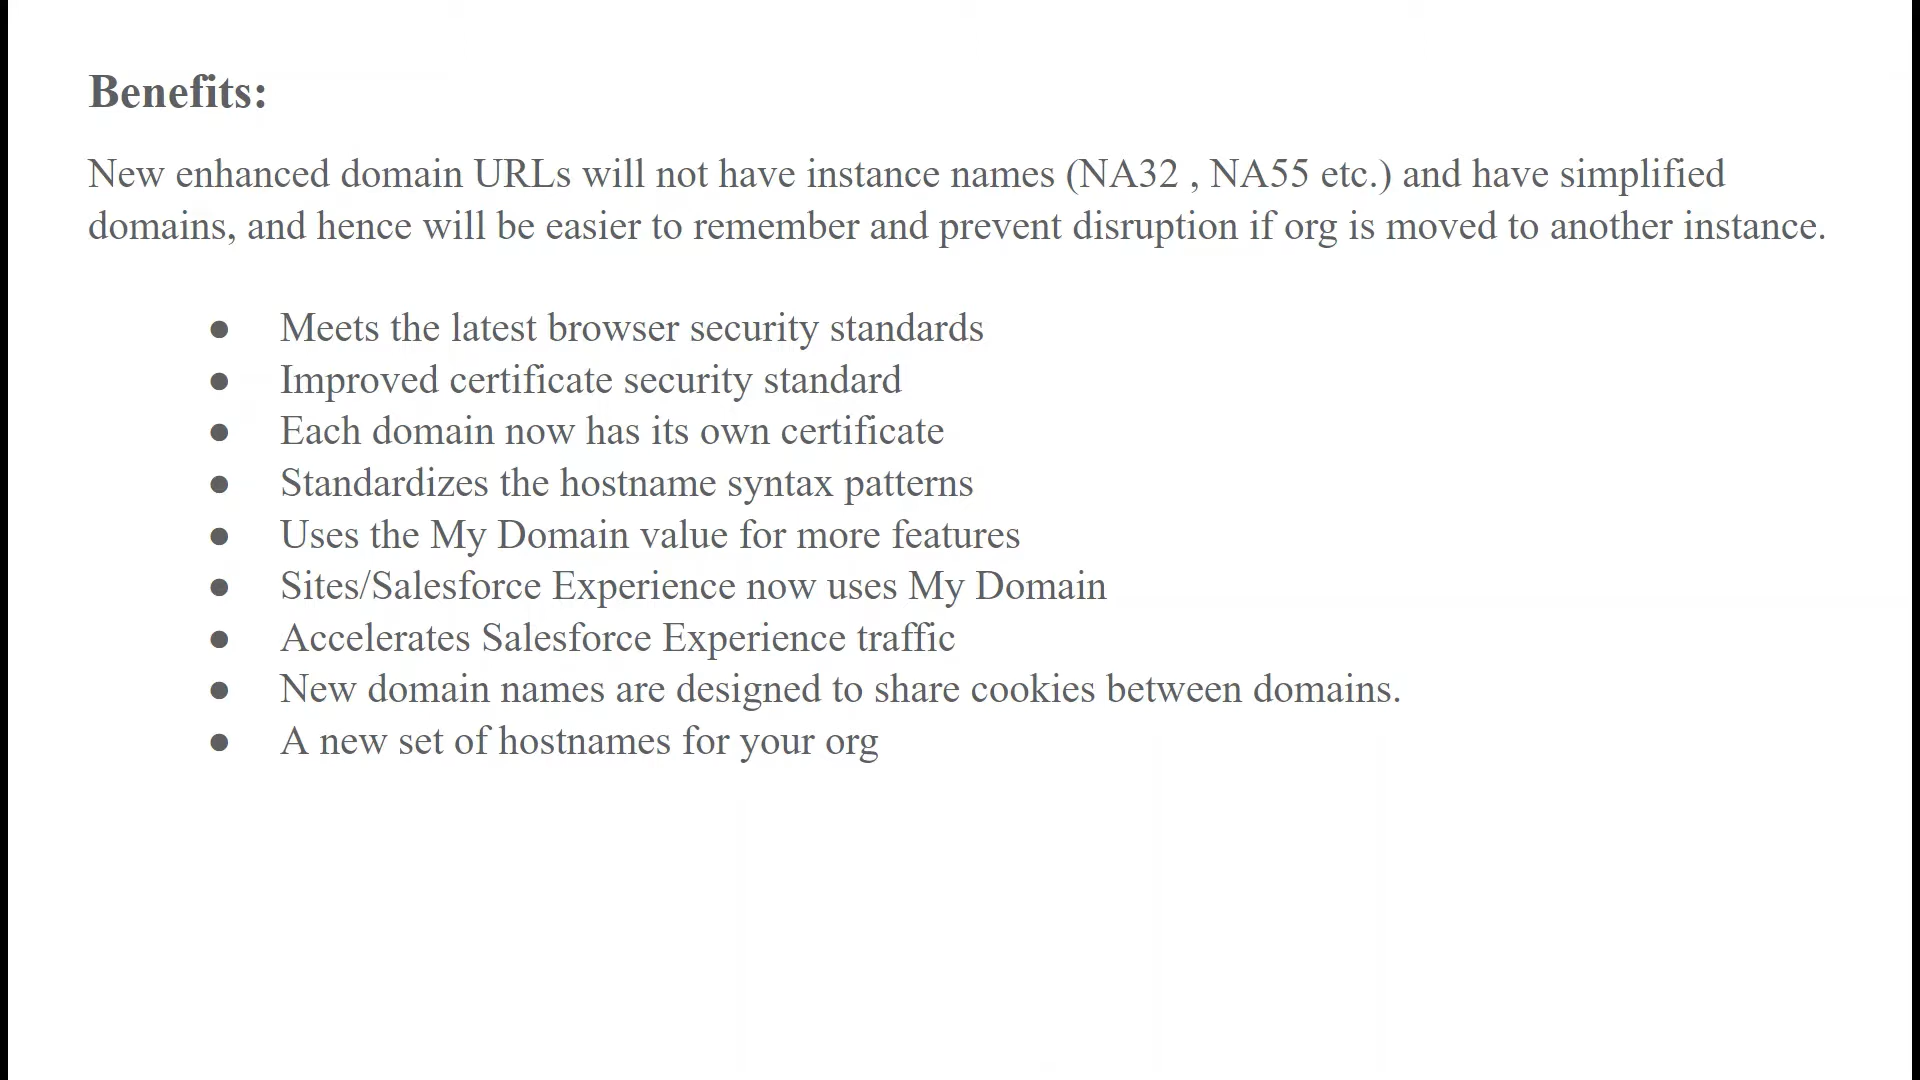 Benefits:
New enhanced domain URLs will not have instance names (NA32 , NA55 etc.) and have simplified
domains, and hence will be easier to remember and prevent disruption if org is moved to another instance.
● Meets the latest browser security standards
● Improved certificate security standard
● Each domain now has its own certificate
● Standardizes the hostname syntax patterns
● Uses the My Domain value for more features
● Sites/Salesforce Experience now uses My Domain
● Accelerates Salesforce Experience traffic
● New domain names are designed to share cookies between domains.
● A new set of hostnames for your org